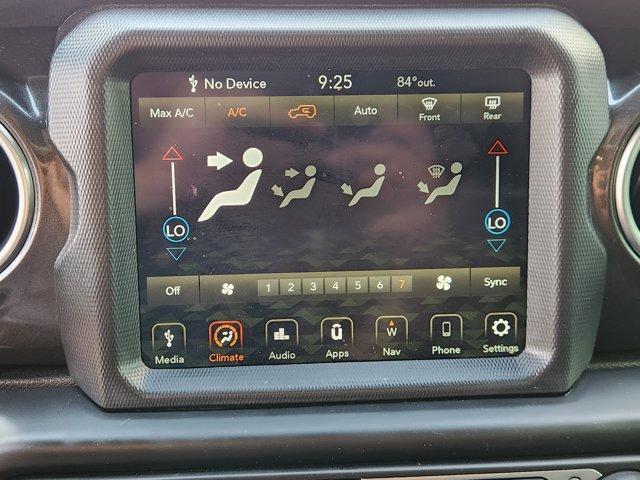 No Device 9:25 84°out.
Max A/C A/C Auto Front Rear
LO LO
Off 1 2 3 4 5 6 7 Sync
Media Climate Audio Apps W Nav Phone Settings